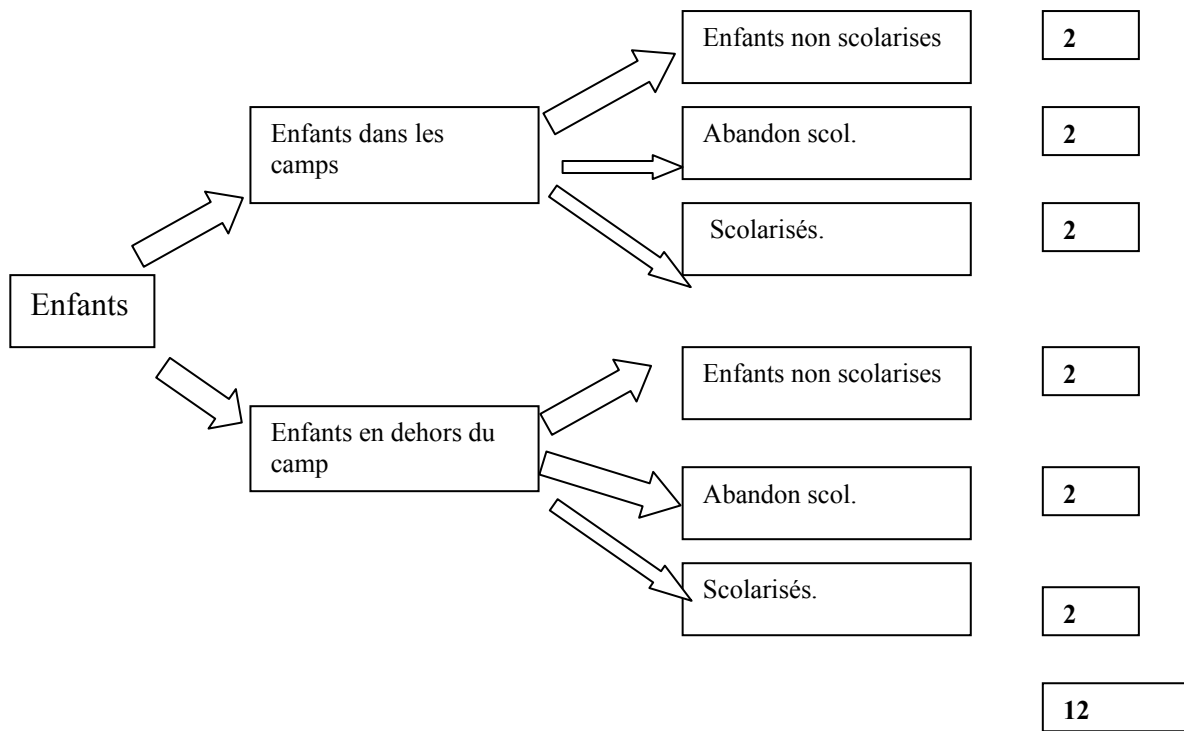 Enfants non scolarises
2
Enfants dans les
camps
Abandon scol.
2
Scolarisés.
2
Enfants
Enfants non scolarises
2
Enfants en dehors du
camp
Abandon scol.
2
Scolarisés.
2
12